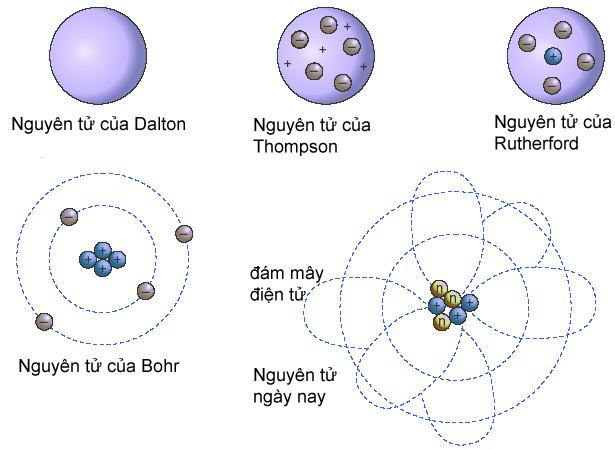 Nguyên tử của Dalton
Nguyên tử của
Thompson
Nguyên tử của
Rutherford
Nguyên tử của Bohr
đám mây
điện tử
Nguyên tử
ngày nay
n
n
n